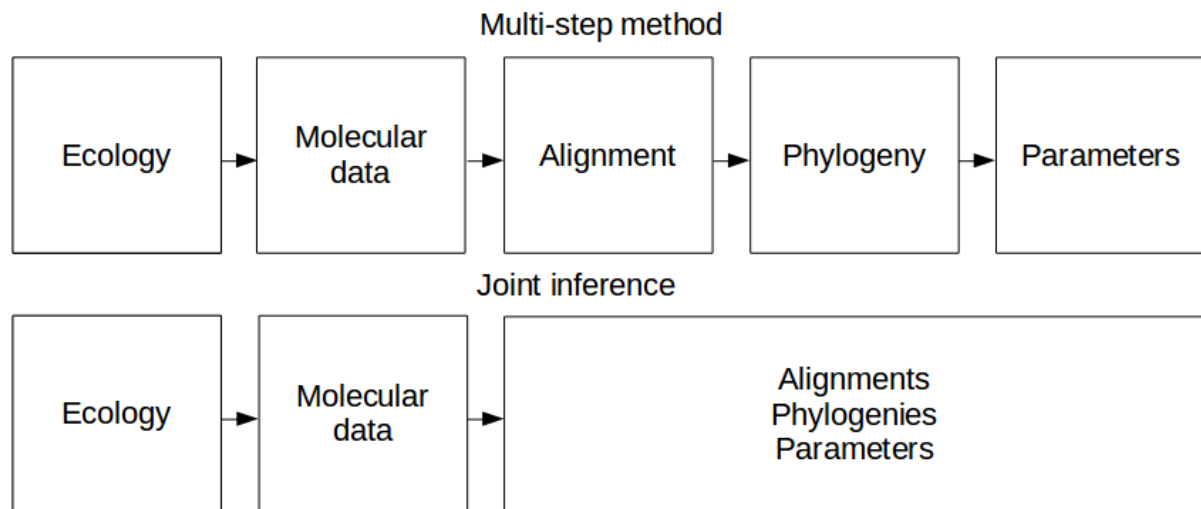 Multi-step method
Ecology
Molecular
data
Alignment
Phylogeny
Parameters
Joint inference
Ecology
Molecular
data
Alignments
Phylogenies
Parameters